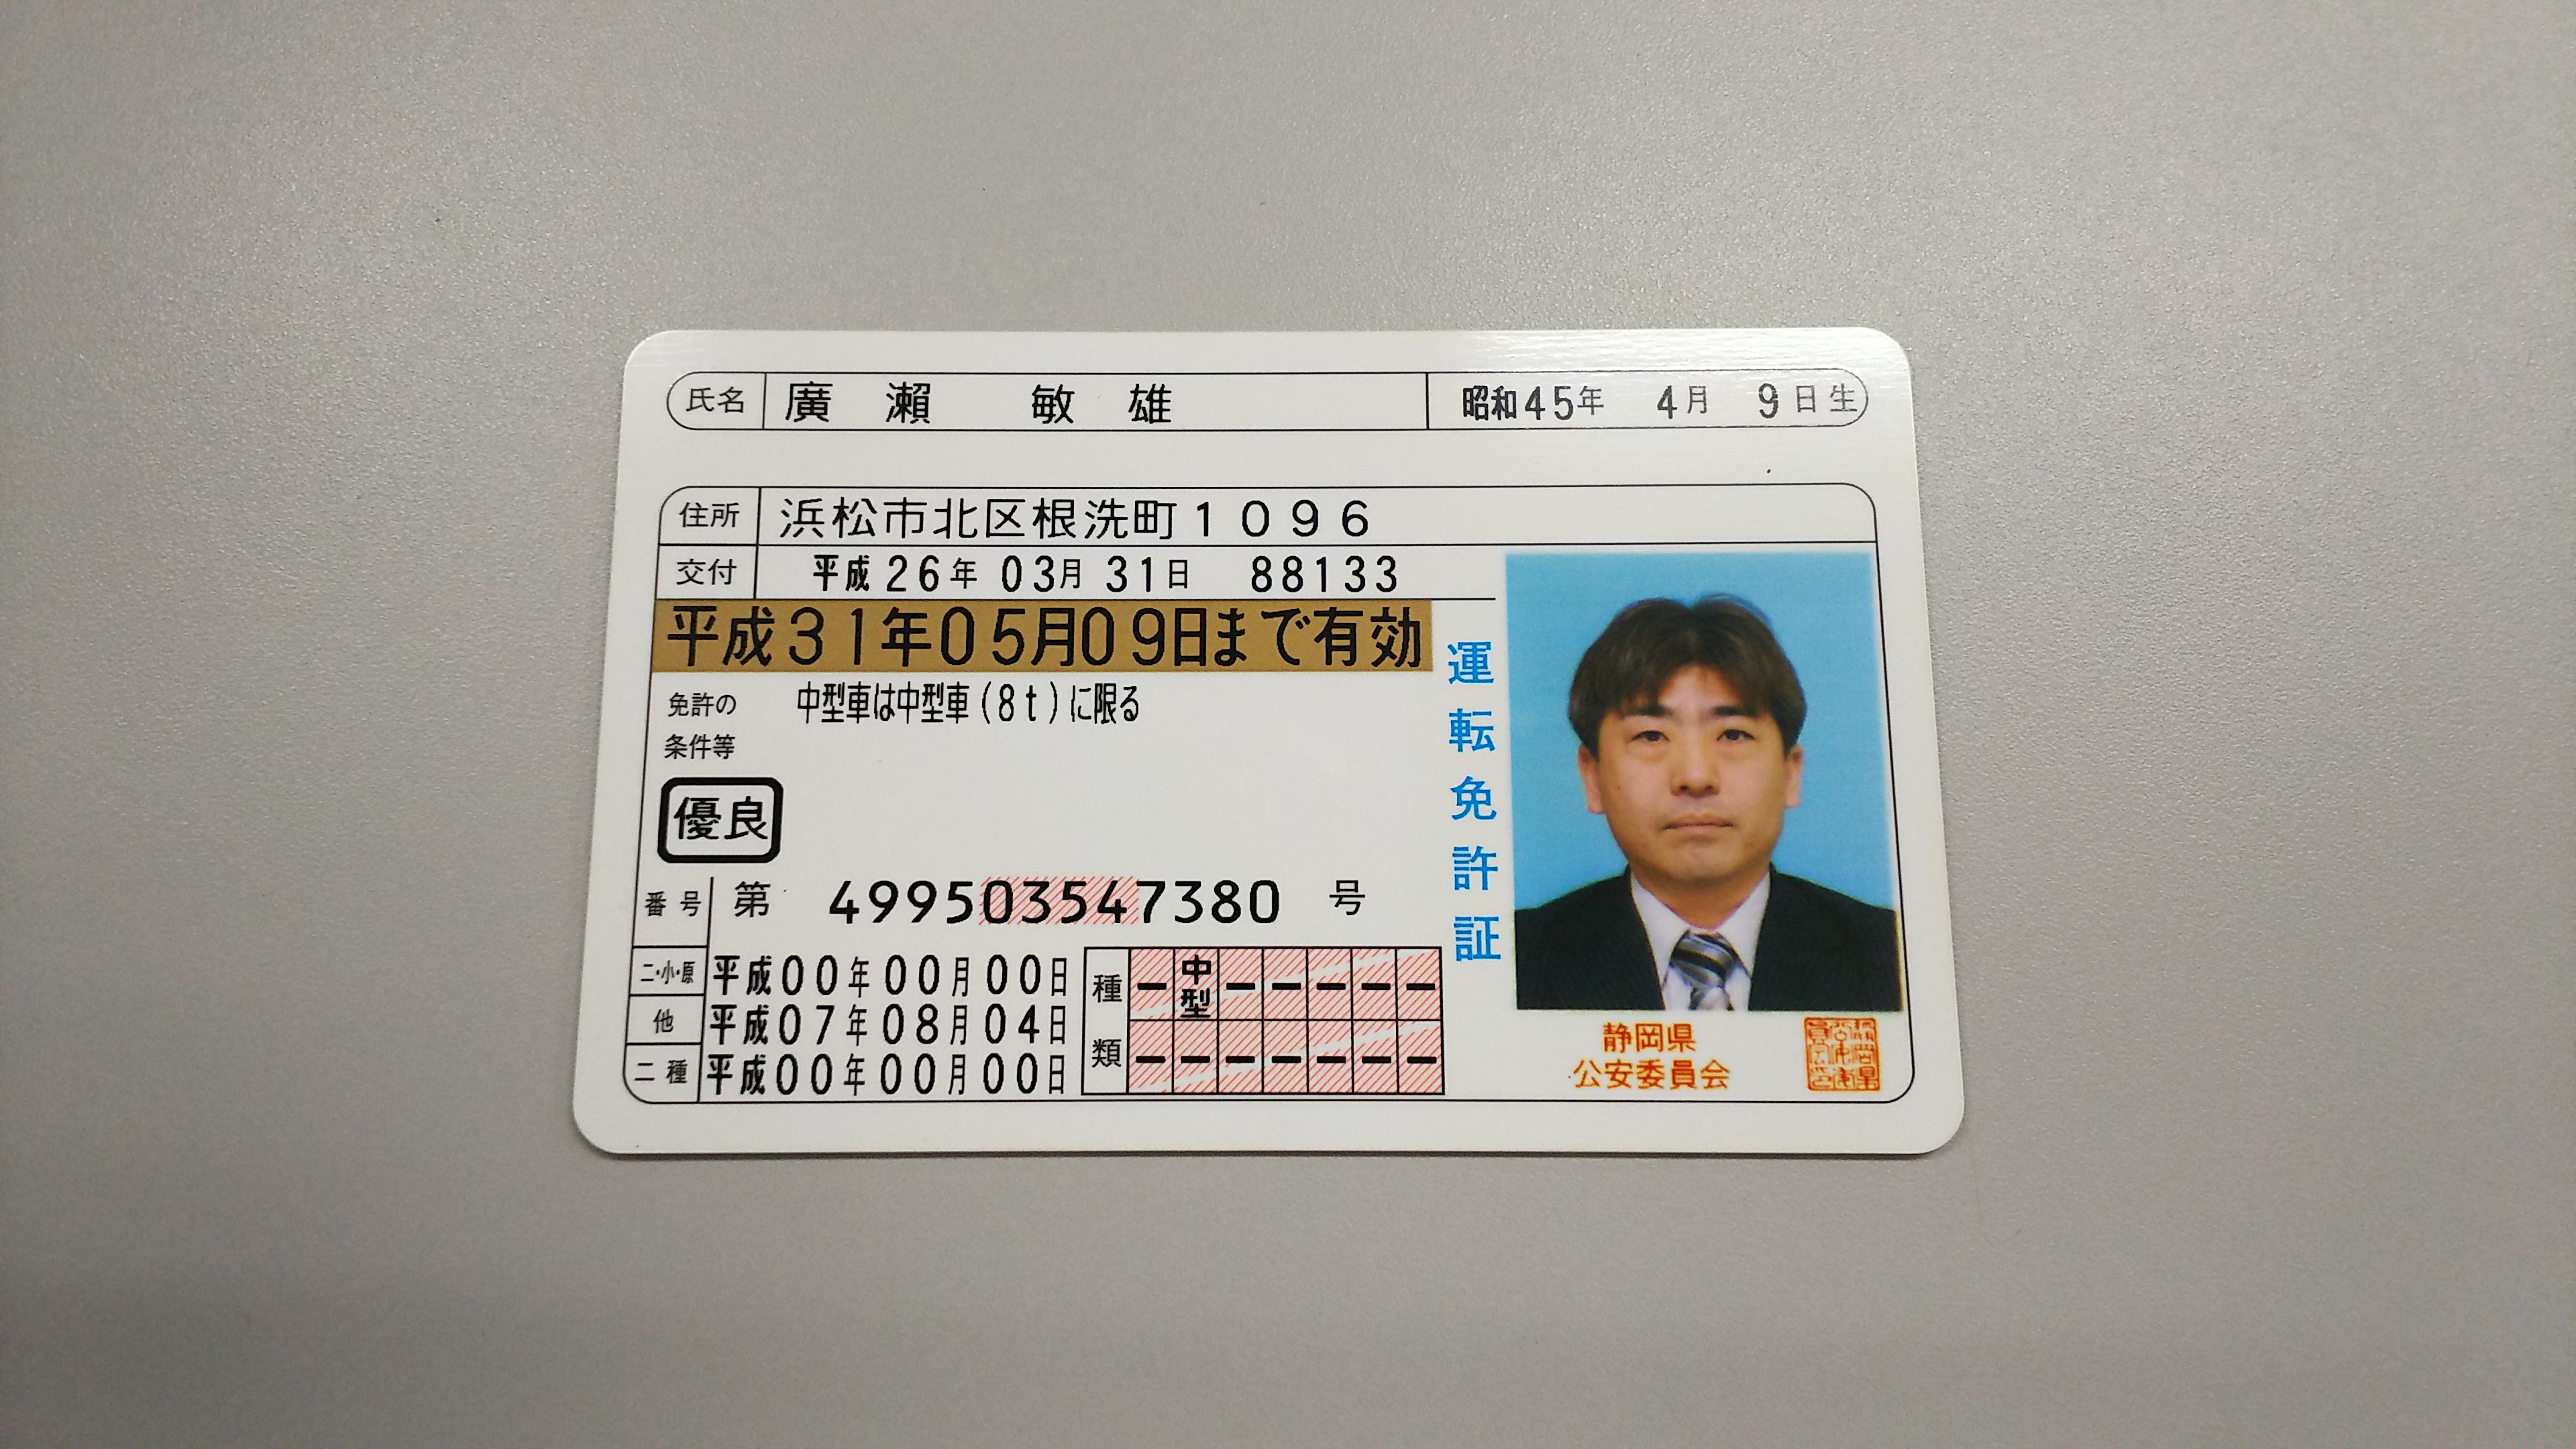 氏名 廣瀬 敏雄 昭和45年 4月 9日生
住所 浜松市北区根洗町1096
交付 平成26年03月31日 88133
平成31年05月09日まで有効
免許の 中型車は中型車(8t)に限る
条件等
優良
番号 第 499503547380 号
二・小・原 平成00年00月00日
他 平成07年08月04日
二種 平成00年00月00日
種類 － 中型 － － － － －
－ － － － － － －
運転免許証
静岡県
公安委員会